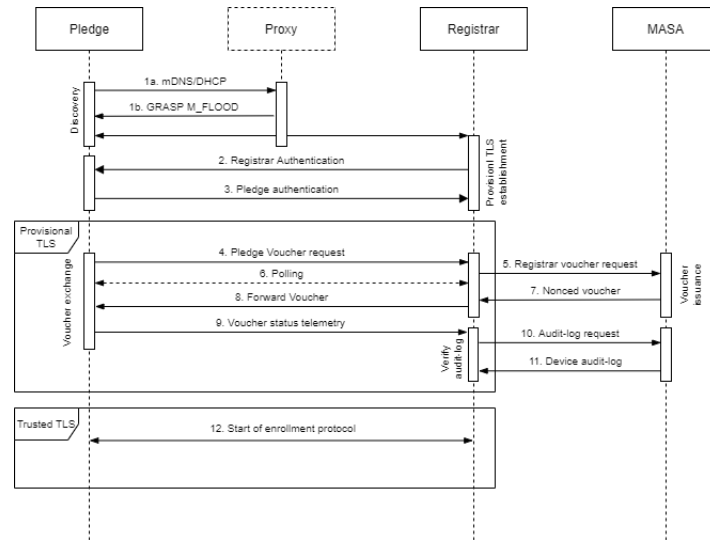 Pledge
Proxy
Registrar
MASA
1a. mDNS/DHCP
1b. GRASP M_FLOOD
Discovery
2. Registrar Authentication
3. Pledge authentication
Provisionl TLS
establishment
Provisional
TLS
4. Pledge Voucher request
5. Registrar voucher request
6. Polling
7. Nonced voucher
8. Forward Voucher
Voucher exchange
Voucher
issuance
9. Voucher status telemetry
10. Audit-log request
11. Device audit-log
Verify
audit-log
Trusted TLS
12. Start of enrollment protocol